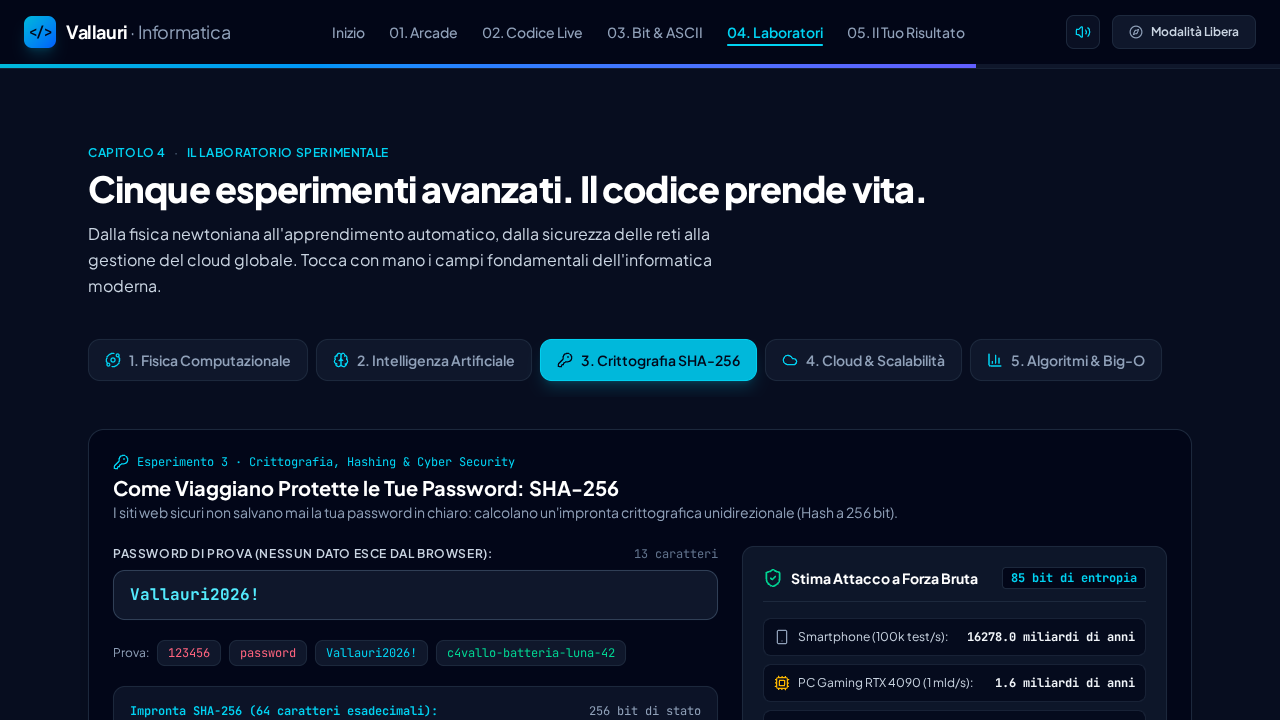 </> Vallauri · Informatica
Inizio 01. Arcade 02. Codice Live 03. Bit & ASCII 04. Laboratori 05. Il Tuo Risultato
Modalità Libera
CAPITOLO 4 · IL LABORATORIO SPERIMENTALE
Cinque esperimenti avanzati. Il codice prende vita.
Dalla fisica newtoniana all'apprendimento automatico, dalla sicurezza delle reti alla
gestione del cloud globale. Tocca con mano i campi fondamentali dell'informatica
moderna.
1. Fisica Computazionale
2. Intelligenza Artificiale
3. Crittografia SHA-256
4. Cloud & Scalabilità
5. Algoritmi & Big-O
Esperimento 3 · Crittografia, Hashing & Cyber Security
Come Viaggiano Protette le Tue Password: SHA-256
I siti web sicuri non salvano mai la tua password in chiaro: calcolano un'impronta crittografica unidirezionale (Hash a 256 bit).
PASSWORD DI PROVA (NESSUN DATO ESCE DAL BROWSER): 13 caratteri
Vallauri2026!
Prova: 123456 password Vallauri2026! c4vallo-batteria-luna-42
Impronta SHA-256 (64 caratteri esadecimali): 256 bit di stato
Stima Attacco a Forza Bruta 85 bit di entropia
Smartphone (100k test/s): 16278.0 miliardi di anni
PC Gaming RTX 4090 (1 mld/s): 1.6 miliardi di anni